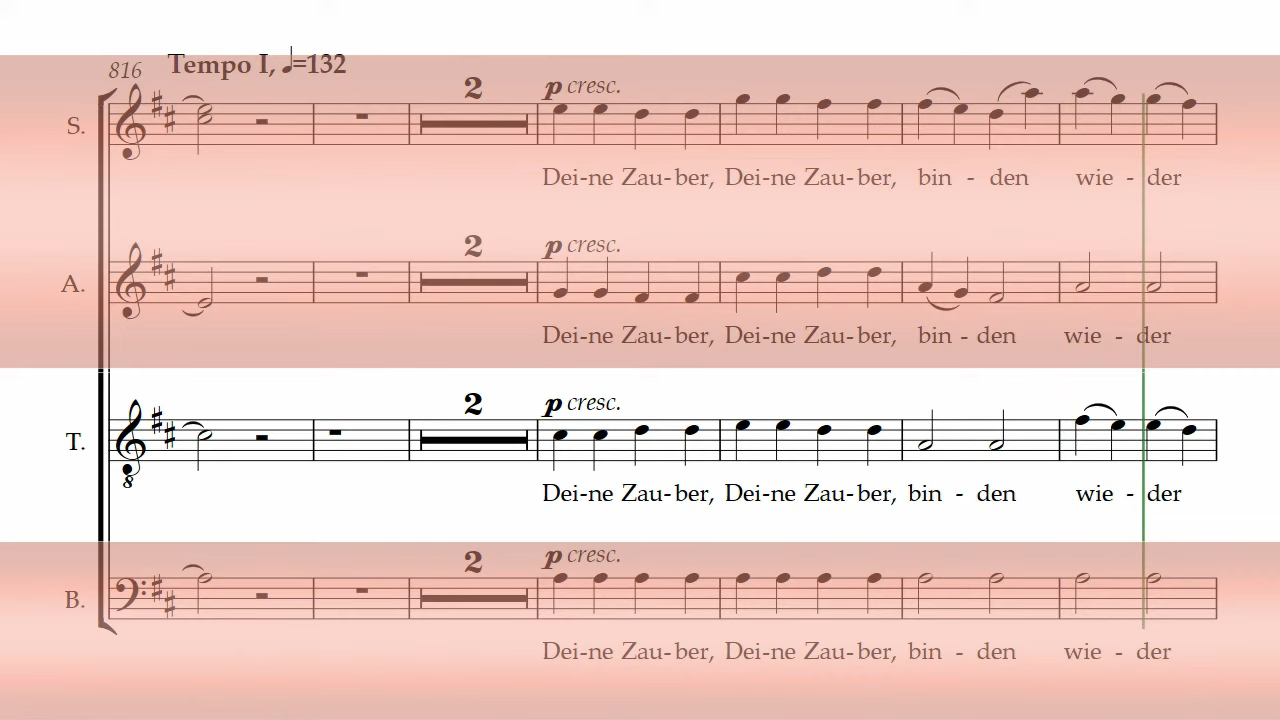 816 Tempo I, ♩=132
2 p cresc.
S.
Dei-ne Zau-ber, Dei-ne Zau-ber, bin - den wie - der
2 p cresc.
A.
Dei-ne Zau-ber, Dei-ne Zau-ber, bin - den wie - der
2 p cresc.
T.
8
Dei-ne Zau-ber, Dei-ne Zau-ber, bin - den wie - der
2 p cresc.
B.
Dei-ne Zau-ber, Dei-ne Zau-ber, bin - den wie - der